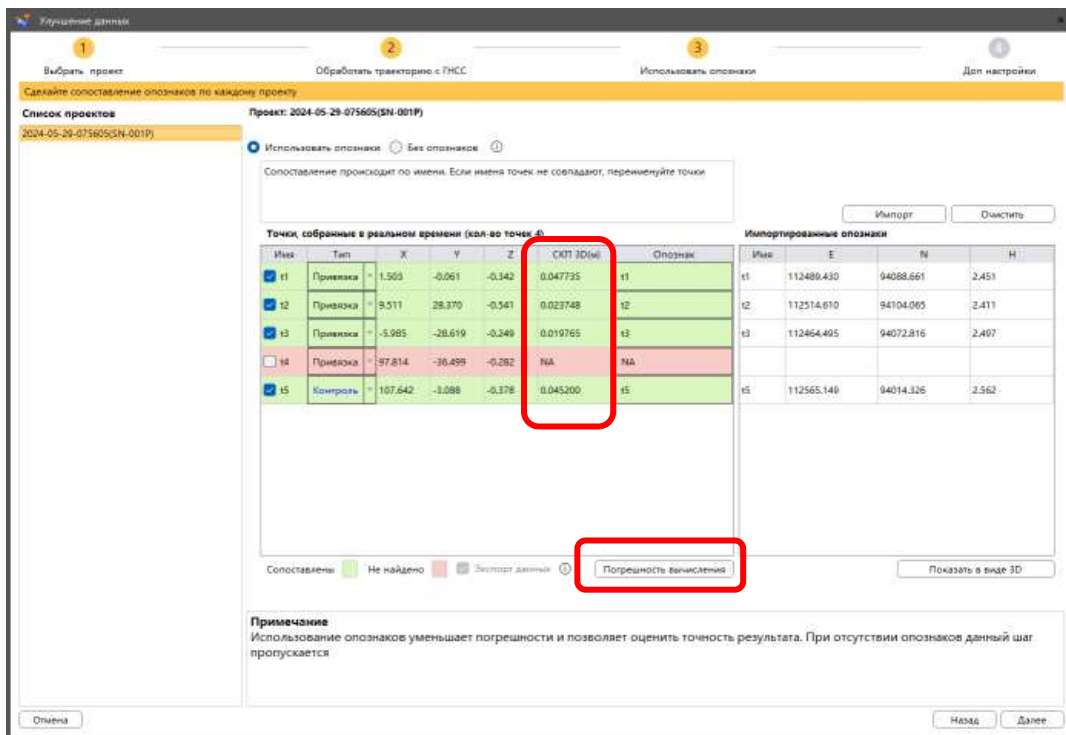 Улучшение данных
1 2 3 4
Выбрать проект Обработать траекторию с ГНСС Использовать опознаки Доп настройки
Сделайте сопоставление опознаков по каждому проекту
Список проектов Проект: 2024-05-29-075605(SN-001P)
2024-05-29-075605(SN-001P)
Использовать опознаки Без опознаков
Сопоставление происходит по имени. Если имена точек не совпадают, переименуйте точки
Импорт Очистить
Точки, собранные в реальном времени (кол-во точек 4) Импортированные опознаки
Имя Тип X Y Z СКП 3D(м) Опознак Имя E N H
t1 Привязка 1.503 -0.061 -0.342 0.047735 t1 t1 112489.430 94088.661 2.451
t2 Привязка 9.511 28.370 -0.541 0.023748 t2 t2 112514.610 94104.065 2.411
t3 Привязка -5.985 -28.619 -0.249 0.019765 t3 t3 112464.495 94072.816 2.497
t4 Привязка 97.814 -36.499 -0.282 NA NA
t5 Контроль 107.642 -3.088 -0.378 0.045200 t5 t5 112565.149 94014.326 2.562
Сопоставлены Не найдено Экспорт данных Погрешность вычисления Показать в виде 3D
Примечание
Использование опознаков уменьшает погрешности и позволяет оценить точность результата. При отсутствии опознаков данный шаг
пропускается
Отмена Назад Далее